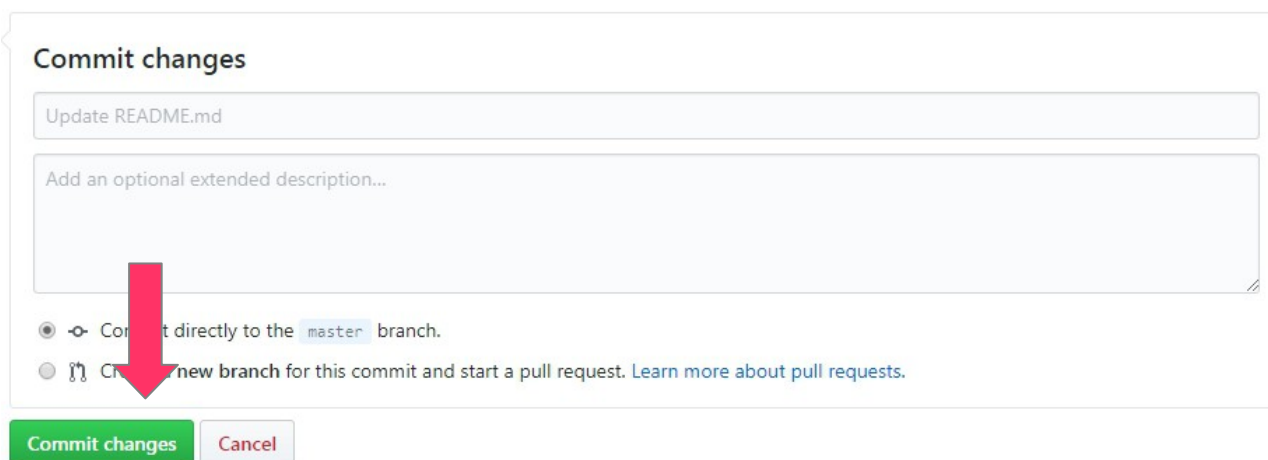 Commit changes
Update README.md
Add an optional extended description...
directly to the master branch.
new branch for this commit and start a pull request. Learn more about pull requests.
Commit changes Cancel